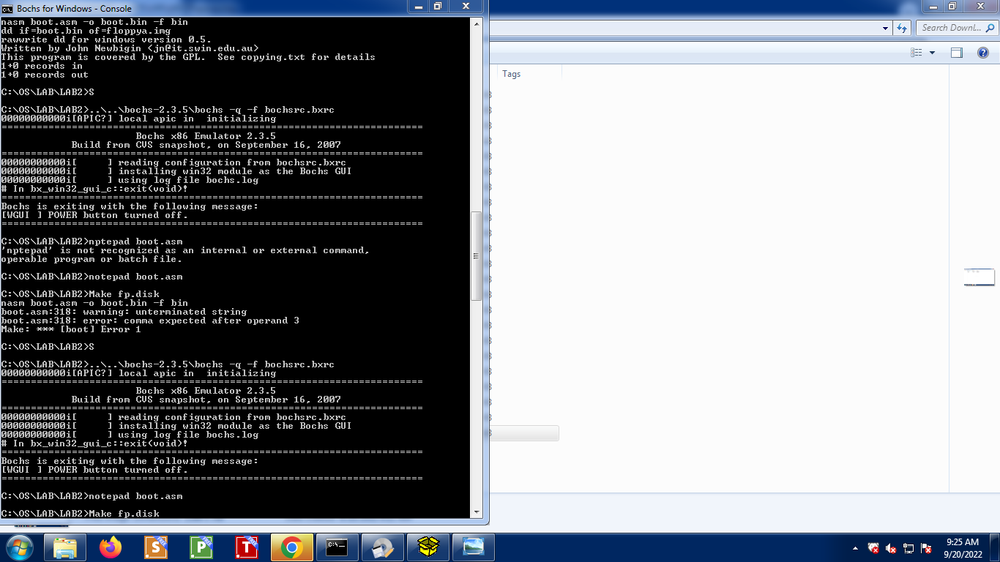 Bochs for Windows - Console
nasm boot.asm -o boot.bin -f bin
dd if=boot.bin of=floppya.img
rawwrite dd for windows version 0.5.
Written by John Newbigin <jn@it.swin.edu.au>
This program is covered by the GPL.  See copying.txt for details
1+0 records in
1+0 records out
C:\OS\LAB\LAB2>S
C:\OS\LAB\LAB2>..\..\bochs-2.3.5\bochs -q -f bochsrc.bxrc
00000000000i[APIC?] local apic in  initializing
========================================================================
Bochs x86 Emulator 2.3.5
Build from CVS snapshot, on September 16, 2007
========================================================================
00000000000i[     ] reading configuration from bochsrc.bxrc
00000000000i[     ] installing win32 module as the Bochs GUI
00000000000i[     ] using log file bochs.log
# In bx_win32_gui_c::exit(void)!
========================================================================
Bochs is exiting with the following message:
[WGUI ] POWER button turned off.
========================================================================
C:\OS\LAB\LAB2>nptepad boot.asm
'nptepad' is not recognized as an internal or external command,
operable program or batch file.
C:\OS\LAB\LAB2>notepad boot.asm
C:\OS\LAB\LAB2>Make fp.disk
nasm boot.asm -o boot.bin -f bin
boot.asm:318: warning: unterminated string
boot.asm:318: error: comma expected after operand 3
Make: *** [boot] Error 1
C:\OS\LAB\LAB2>S
C:\OS\LAB\LAB2>..\..\bochs-2.3.5\bochs -q -f bochsrc.bxrc
00000000000i[APIC?] local apic in  initializing
========================================================================
Bochs x86 Emulator 2.3.5
Build from CVS snapshot, on September 16, 2007
========================================================================
00000000000i[     ] reading configuration from bochsrc.bxrc
00000000000i[     ] installing win32 module as the Bochs GUI
00000000000i[     ] using log file bochs.log
# In bx_win32_gui_c::exit(void)!
========================================================================
Bochs is exiting with the following message:
[WGUI ] POWER button turned off.
========================================================================
C:\OS\LAB\LAB2>notepad boot.asm
C:\OS\LAB\LAB2>Make fp.disk
Search Downl...
Tags
S FREE
P FREE
T FREE
9:25 AM
9/20/2022